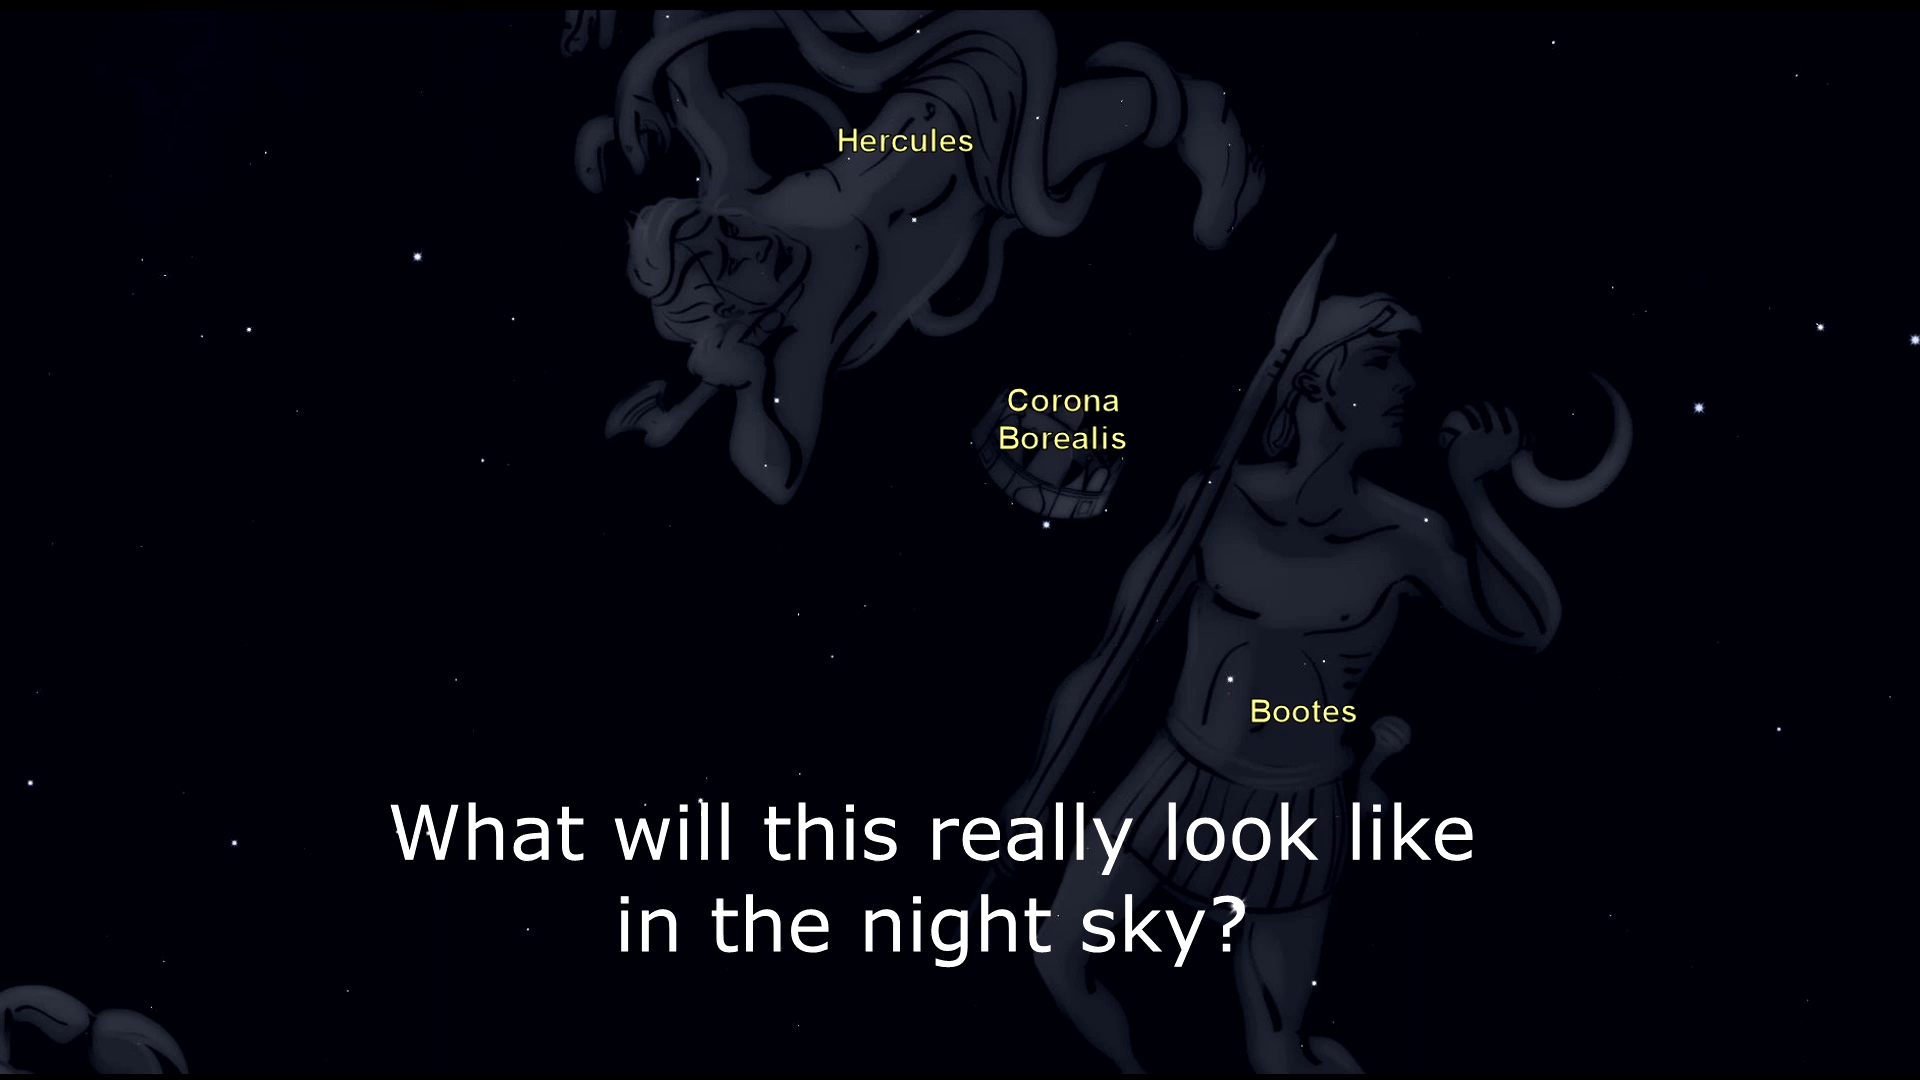 Hercules
Corona
Borealis
Bootes
What will this really look like
in the night sky?